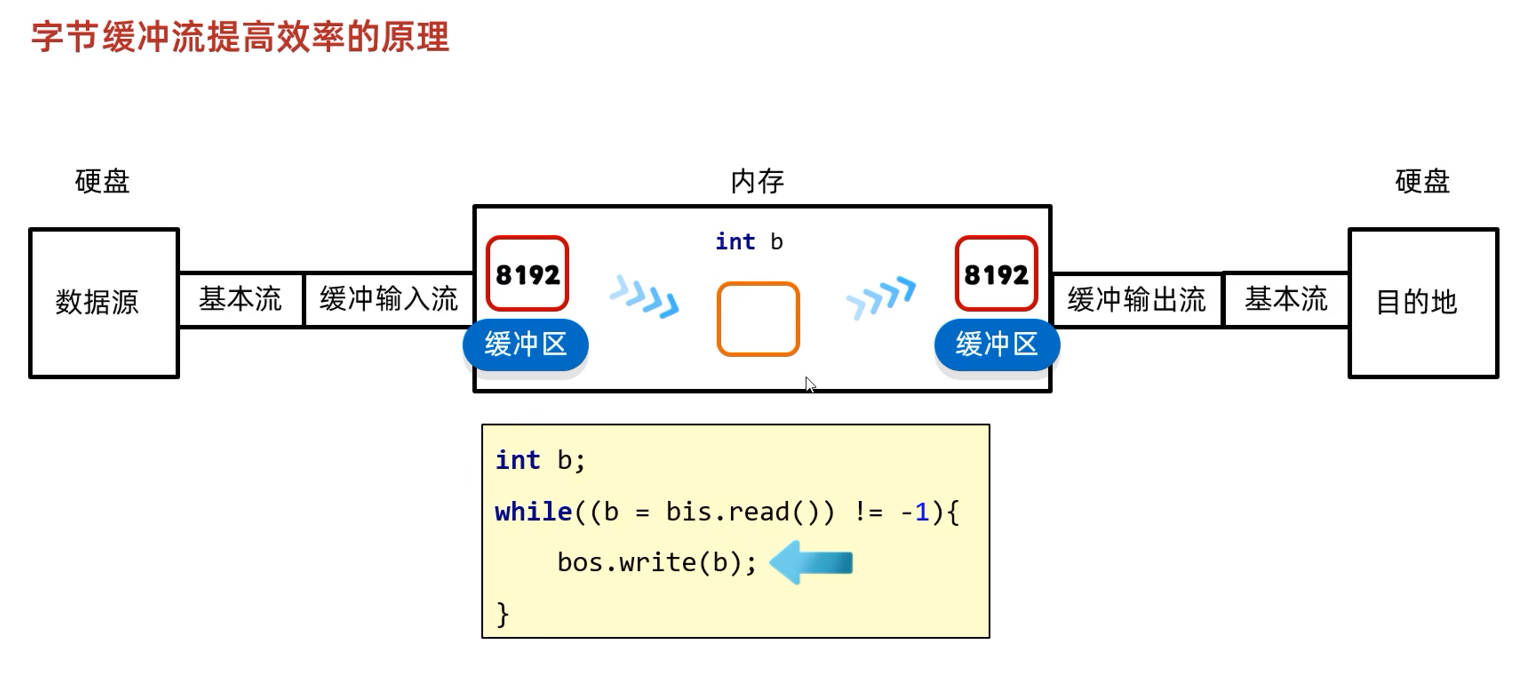 字节缓冲流提高效率的原理
硬盘
内存
硬盘
数据源
基本流
缓冲输入流
8192
缓冲区
int b
8192
缓冲区
缓冲输出流
基本流
目的地
int b;
while((b = bis.read()) != -1){
bos.write(b);
}